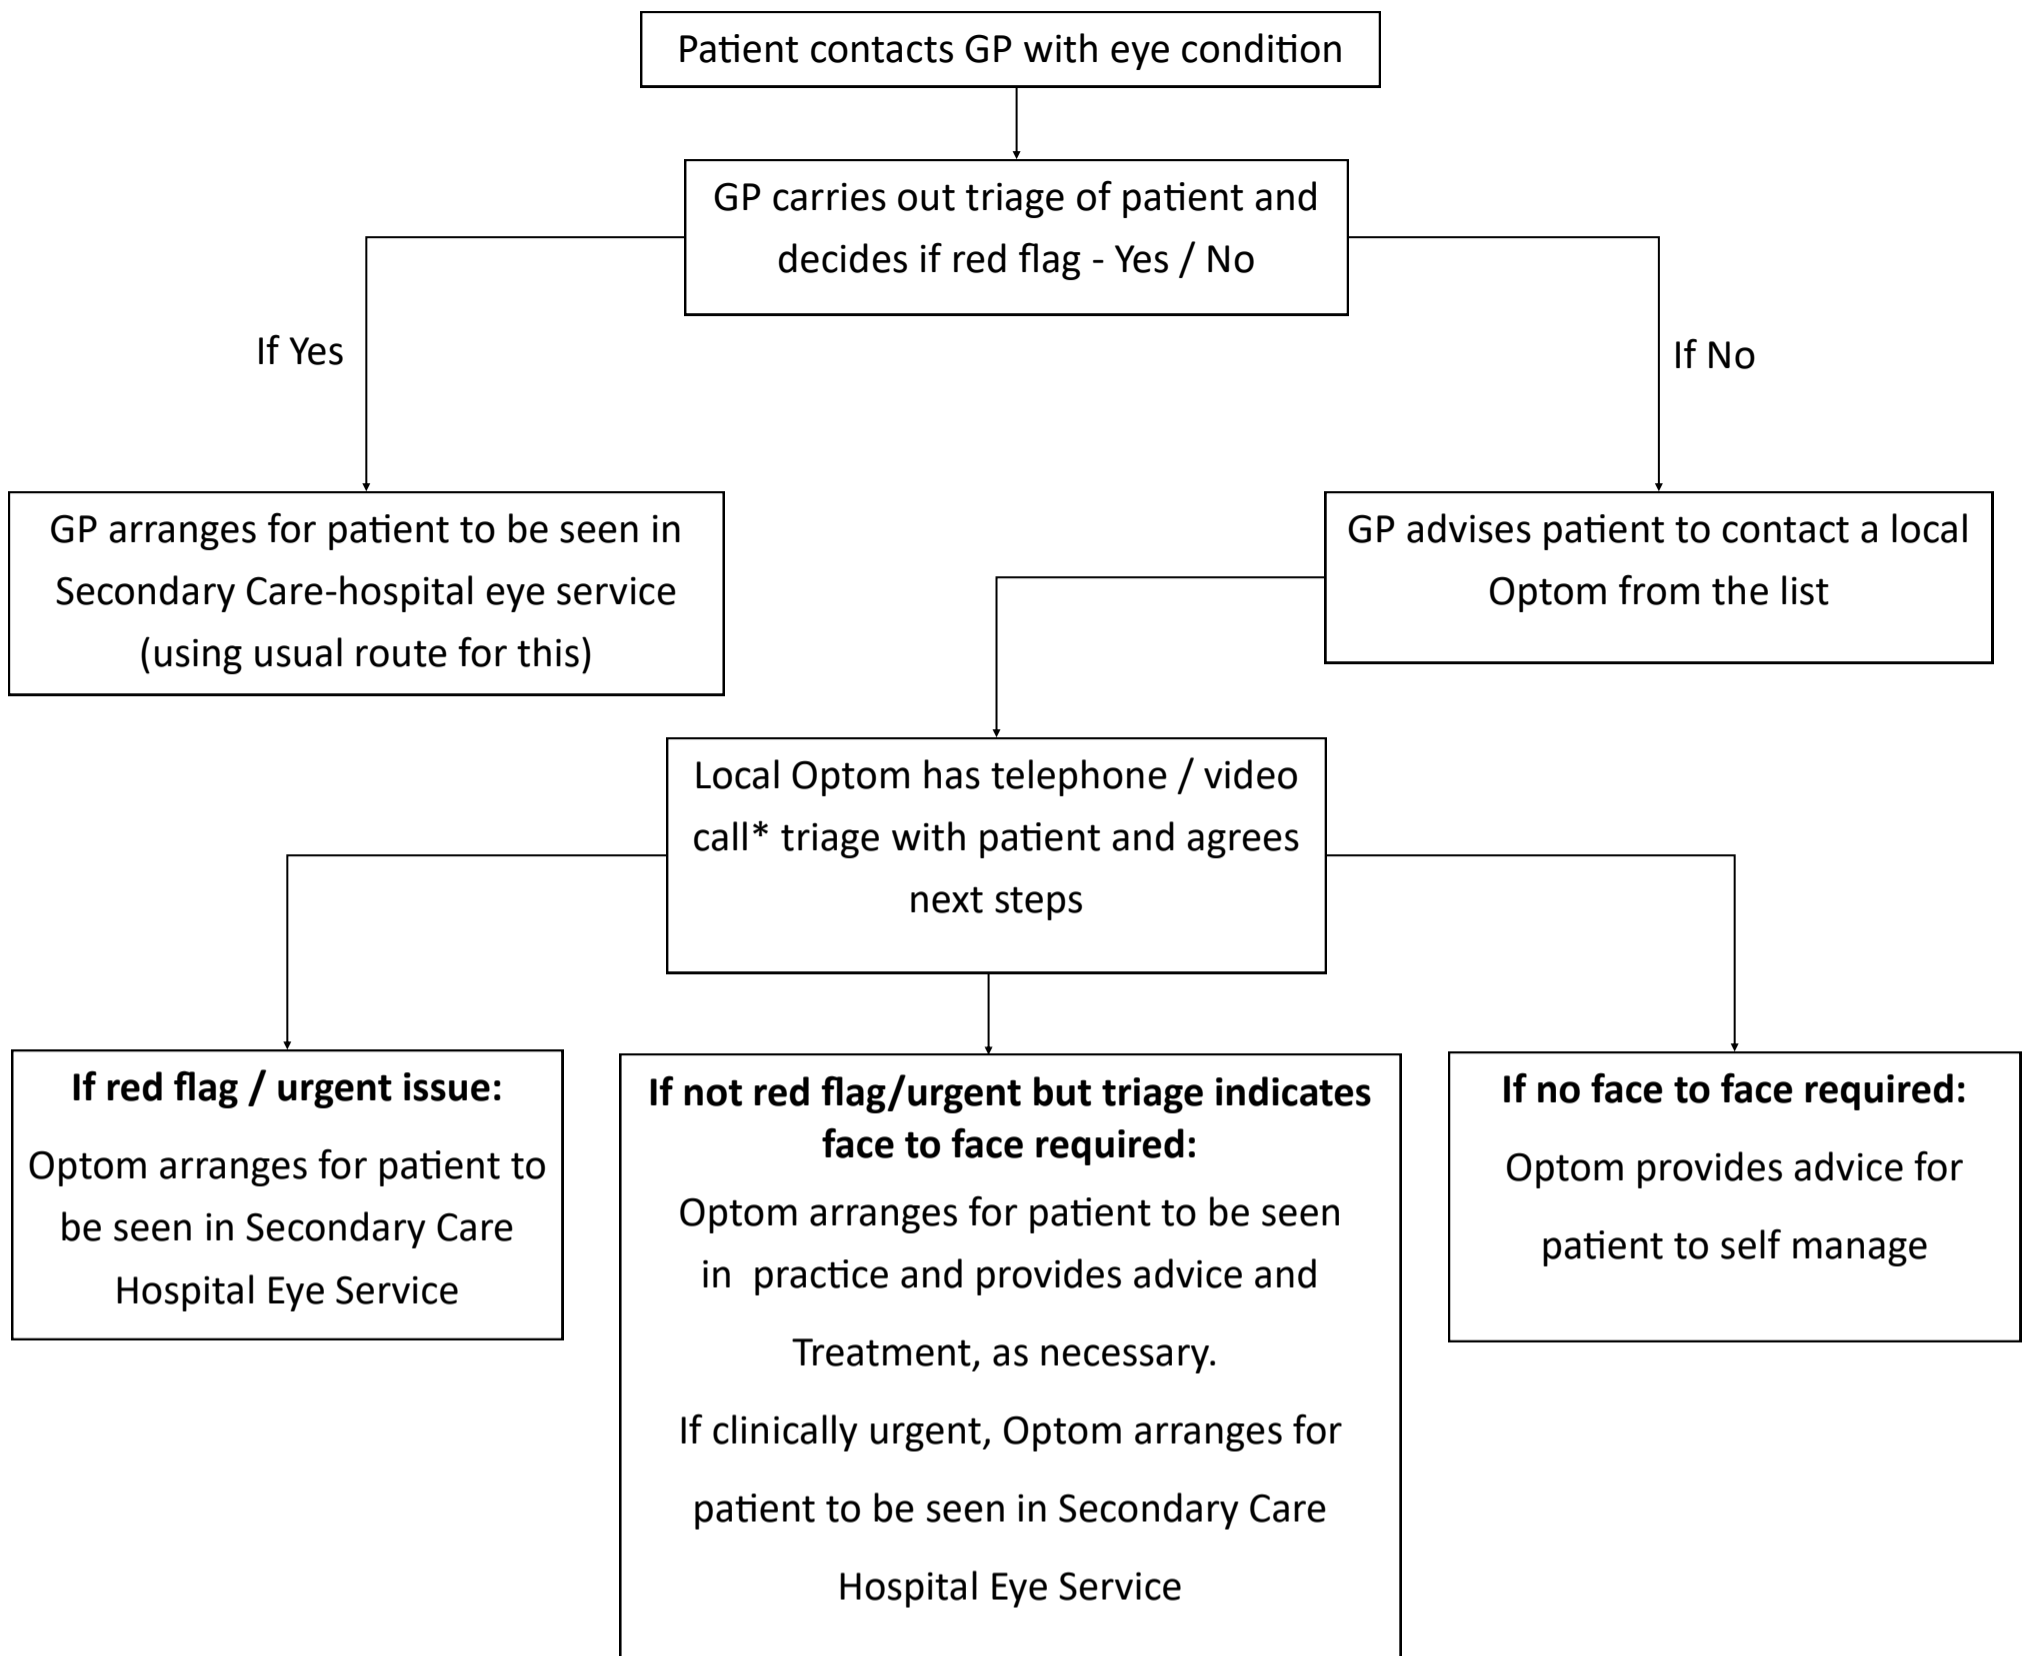 Patient contacts GP with eye condition
GP carries out triage of patient and
decides if red flag - Yes / No
If Yes
If No
GP arranges for patient to be seen in
Secondary Care-hospital eye service
(using usual route for this)
GP advises patient to contact a local
Optom from the list
Local Optom has telephone / video
call* triage with patient and agrees
next steps
If red flag / urgent issue:
Optom arranges for patient to
be seen in Secondary Care
Hospital Eye Service
If not red flag/urgent but triage indicates
face to face required:
Optom arranges for patient to be seen
in  practice and provides advice and
Treatment, as necessary.
If clinically urgent, Optom arranges for
patient to be seen in Secondary Care
Hospital Eye Service
If no face to face required:
Optom provides advice for
patient to self manage